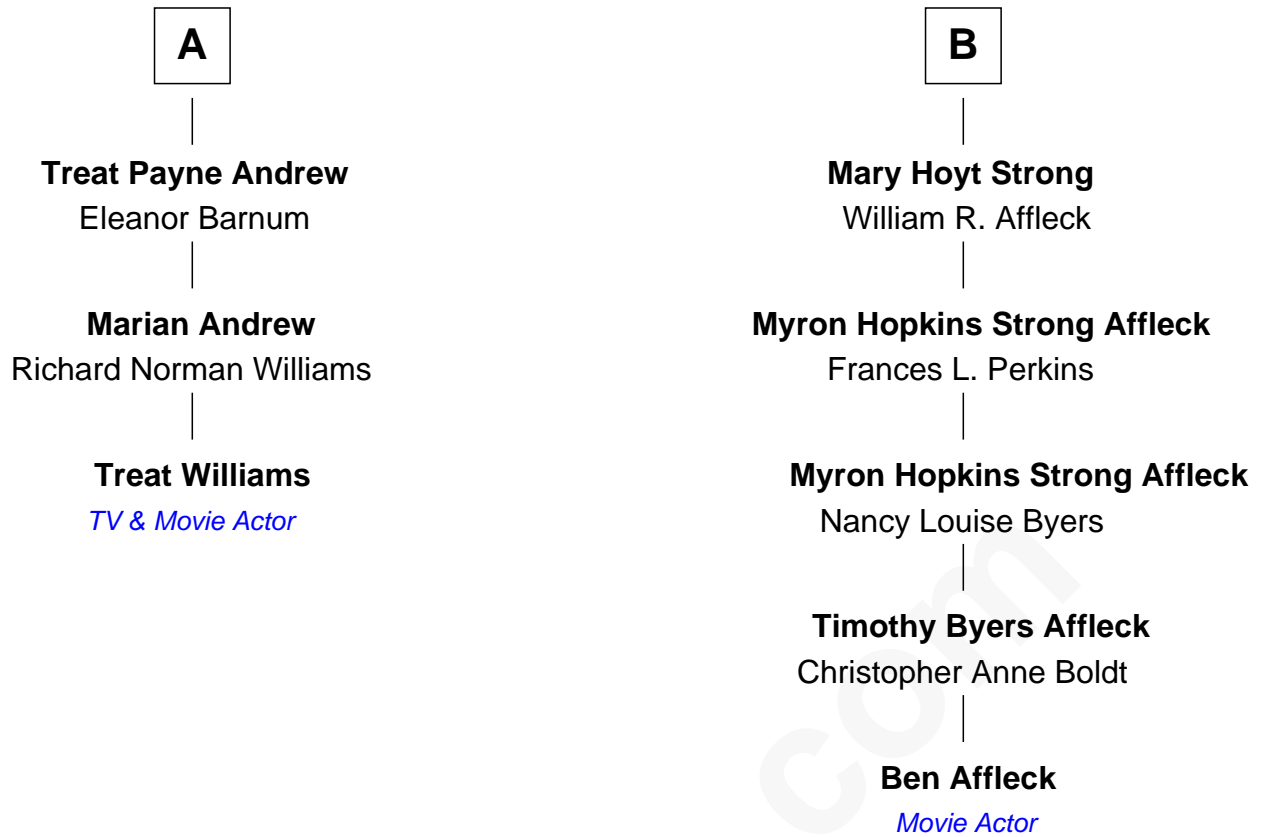 A
Treat Payne Andrew
Eleanor Barnum
Marian Andrew
Richard Norman Williams
Treat Williams
TV & Movie Actor
B
Mary Hoyt Strong
William R. Affleck
Myron Hopkins Strong Affleck
Frances L. Perkins
Myron Hopkins Strong Affleck
Nancy Louise Byers
Timothy Byers Affleck
Christopher Anne Boldt
Ben Affleck
Movie Actor
com